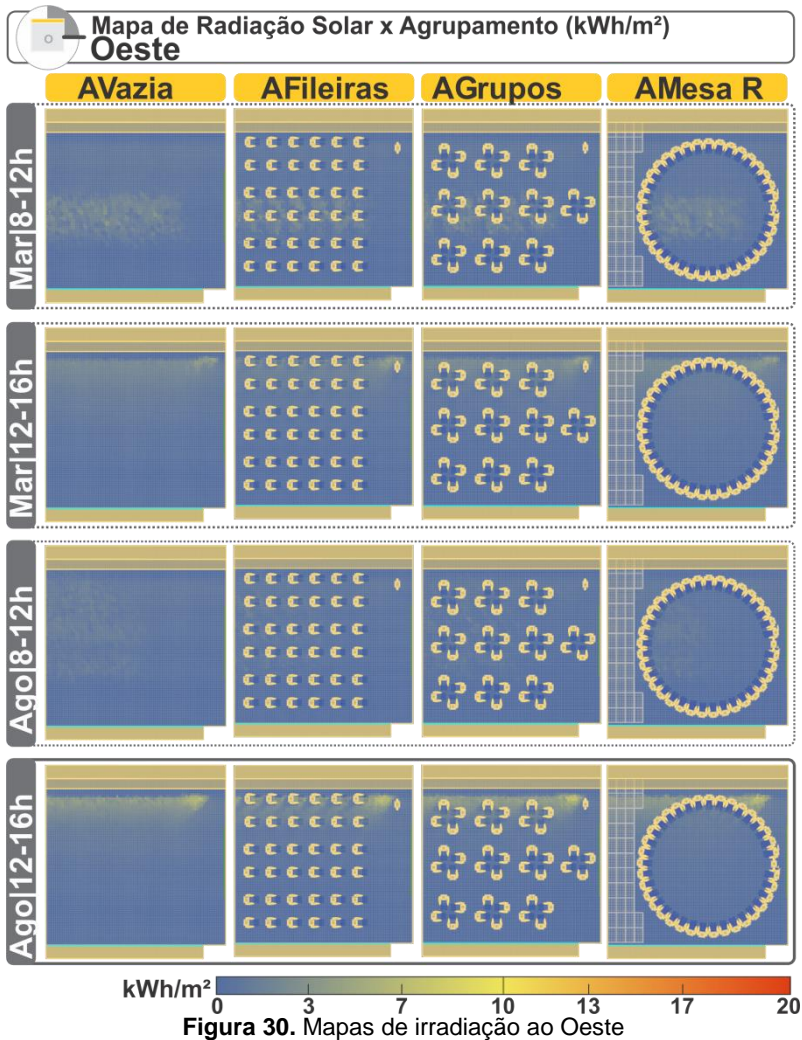 Mapa de Radiação Solar x Agrupamento (kWh/m²)
O
Oeste
AVazia AFileiras AGrupos AMesa R
Mar|8-12h
Mar|12-16h
Ago|8-12h
Ago|12-16h
kWh/m²
0 3 7 10 13 17 20
Figura 30. Mapas de irradiação ao Oeste